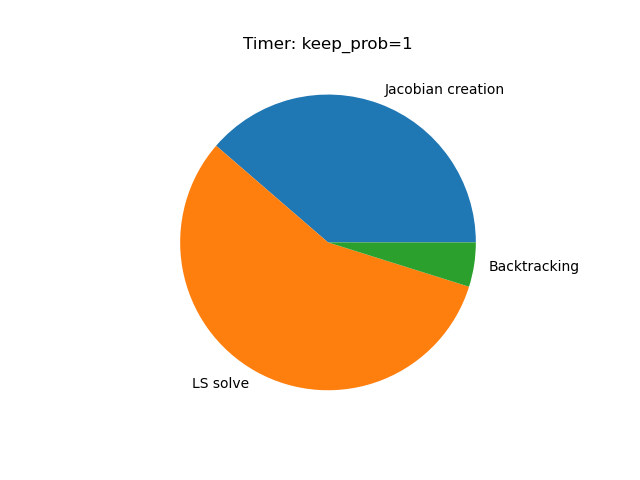 Timer: keep_prob=1
Jacobian creation
Backtracking
LS solve